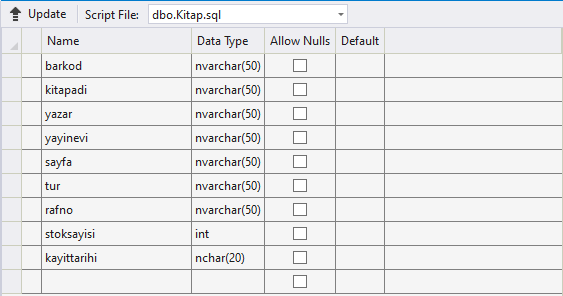 Update Script File: dbo.Kitap.sql
Name Data Type Allow Nulls Default
barkod nvarchar(50)
kitapadi nvarchar(50)
yazar nvarchar(50)
yayinevi nvarchar(50)
sayfa nvarchar(50)
tur nvarchar(50)
rafno nvarchar(50)
stoksayisi int
kayittarihi nchar(20)